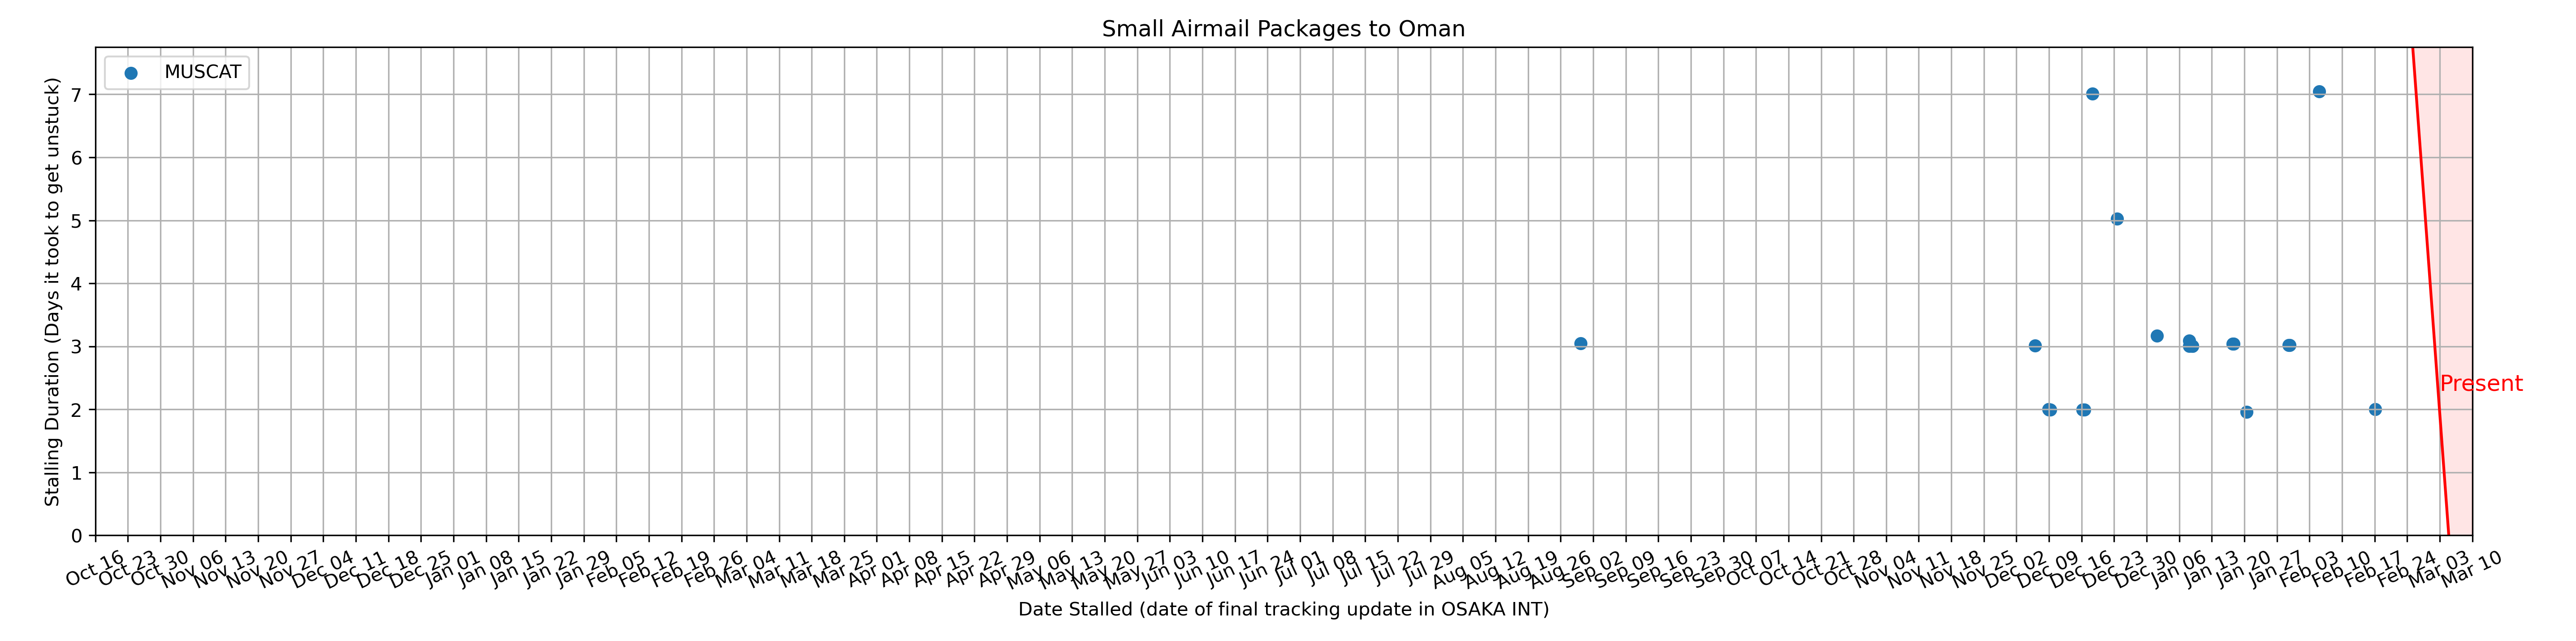 Small Airmail Packages to Oman
MUSCAT
Stalling Duration (Days it took to get unstuck)
7
6
5
4
3
2
1
0
Present
Oct 16 Oct 23 Oct 30 Nov 06 Nov 13 Nov 20 Nov 27 Dec 04 Dec 11 Dec 18 Dec 25 Jan 01 Jan 08 Jan 15 Jan 22 Jan 29 Feb 05 Feb 12 Feb 19 Feb 26 Mar 04 Mar 11 Mar 18 Mar 25 Apr 01 Apr 08 Apr 15 Apr 22 Apr 29 May 06 May 13 May 20 May 27 Jun 03 Jun 10 Jun 17 Jun 24 Jul 01 Jul 08 Jul 15 Jul 22 Jul 29 Aug 05 Aug 12 Aug 19 Aug 26 Sep 02 Sep 09 Sep 16 Sep 23 Sep 30 Oct 07 Oct 14 Oct 21 Oct 28 Nov 04 Nov 11 Nov 18 Nov 25 Dec 02 Dec 09 Dec 16 Dec 23 Dec 30 Jan 06 Jan 13 Jan 20 Jan 27 Feb 03 Feb 10 Feb 17 Feb 24 Mar 03 Mar 10
Date Stalled (date of final tracking update in OSAKA INT)